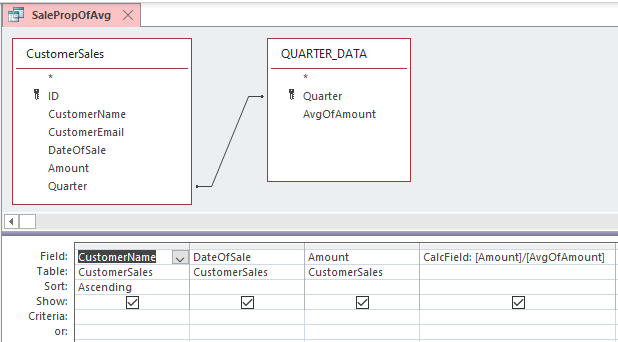 SalePropOfAvg
CustomerSales
*
ID
CustomerName
CustomerEmail
DateOfSale
Amount
Quarter
QUARTER_DATA
*
Quarter
AvgOfAmount
Field: CustomerName DateOfSale Amount CalcField: [Amount]/[AvgOfAmount]
Table: CustomerSales CustomerSales CustomerSales
Sort: Ascending
Show:
Criteria:
or: